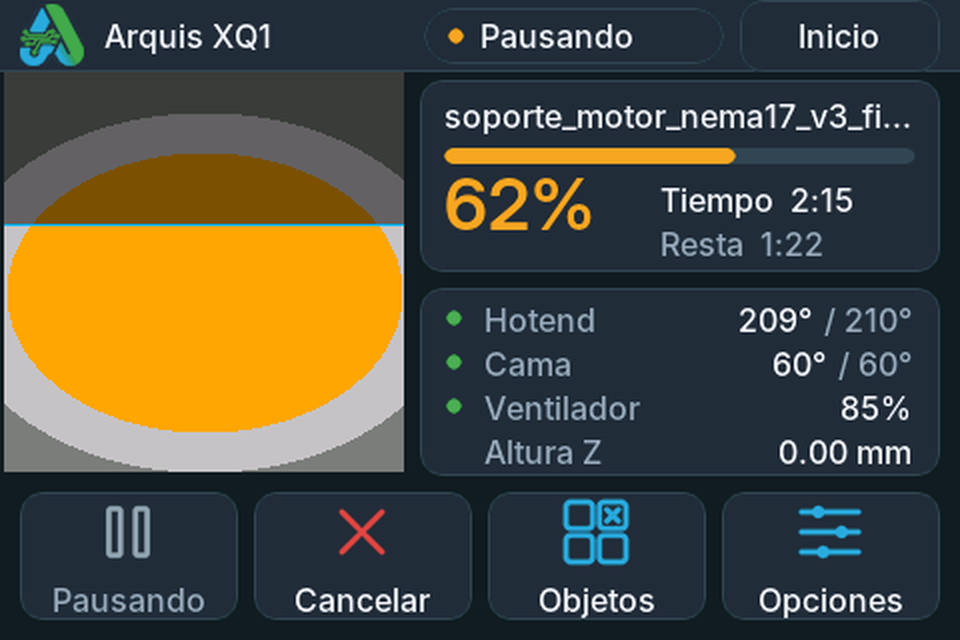 Arquis XQ1
Pausando
Inicio
soporte_motor_nema17_v3_fi...
62%
Tiempo 2:15
Resta 1:22
Hotend 209° / 210°
Cama 60° / 60°
Ventilador 85%
Altura Z 0.00 mm
Pausando
Cancelar
Objetos
Opciones